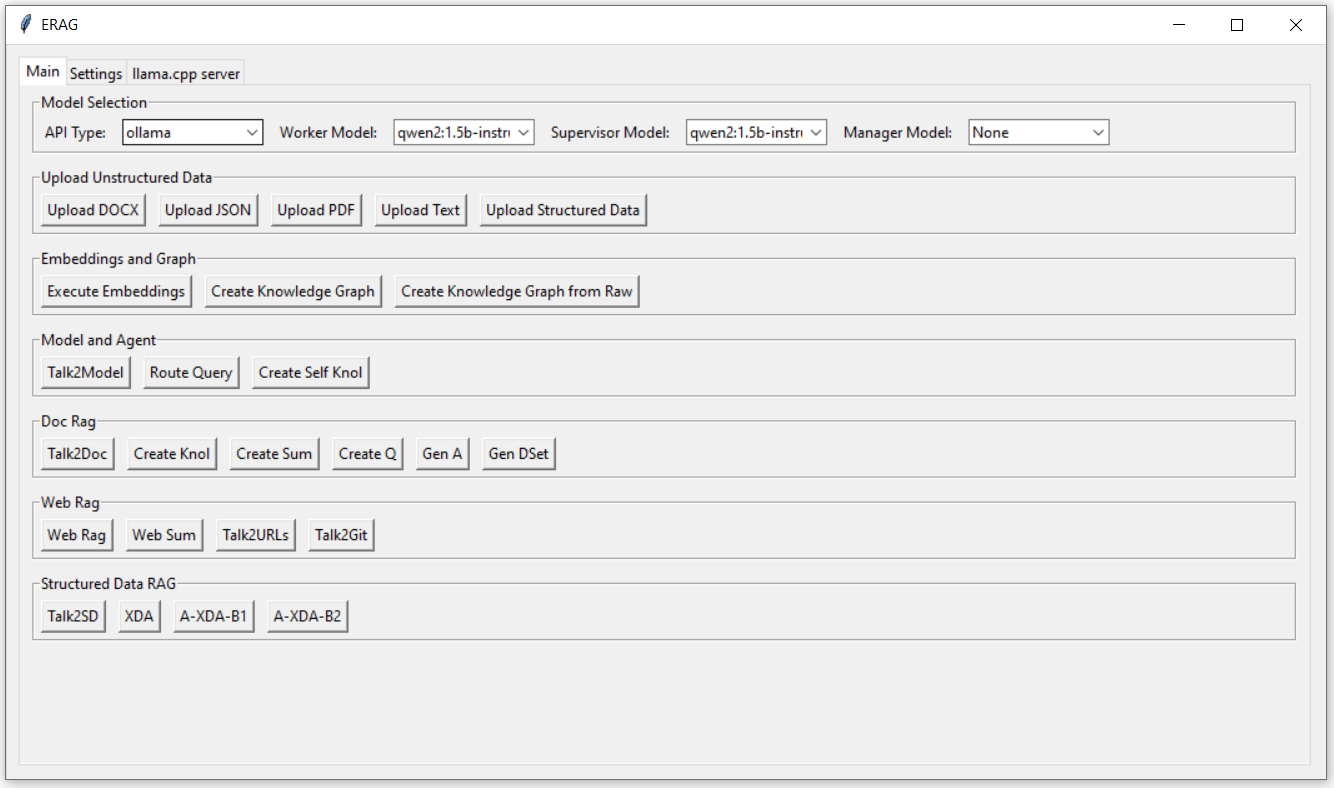 ERAG
Main Settings llama.cpp server
Model Selection
API Type: ollama Worker Model: qwen2:1.5b-instru Supervisor Model: qwen2:1.5b-instru Manager Model: None
Upload Unstructured Data
Upload DOCX Upload JSON Upload PDF Upload Text Upload Structured Data
Embeddings and Graph
Execute Embeddings Create Knowledge Graph Create Knowledge Graph from Raw
Model and Agent
Talk2Model Route Query Create Self Knol
Doc Rag
Talk2Doc Create Knol Create Sum Create Q Gen A Gen DSet
Web Rag
Web Rag Web Sum Talk2URLs Talk2Git
Structured Data RAG
Talk2SD XDA A-XDA-B1 A-XDA-B2